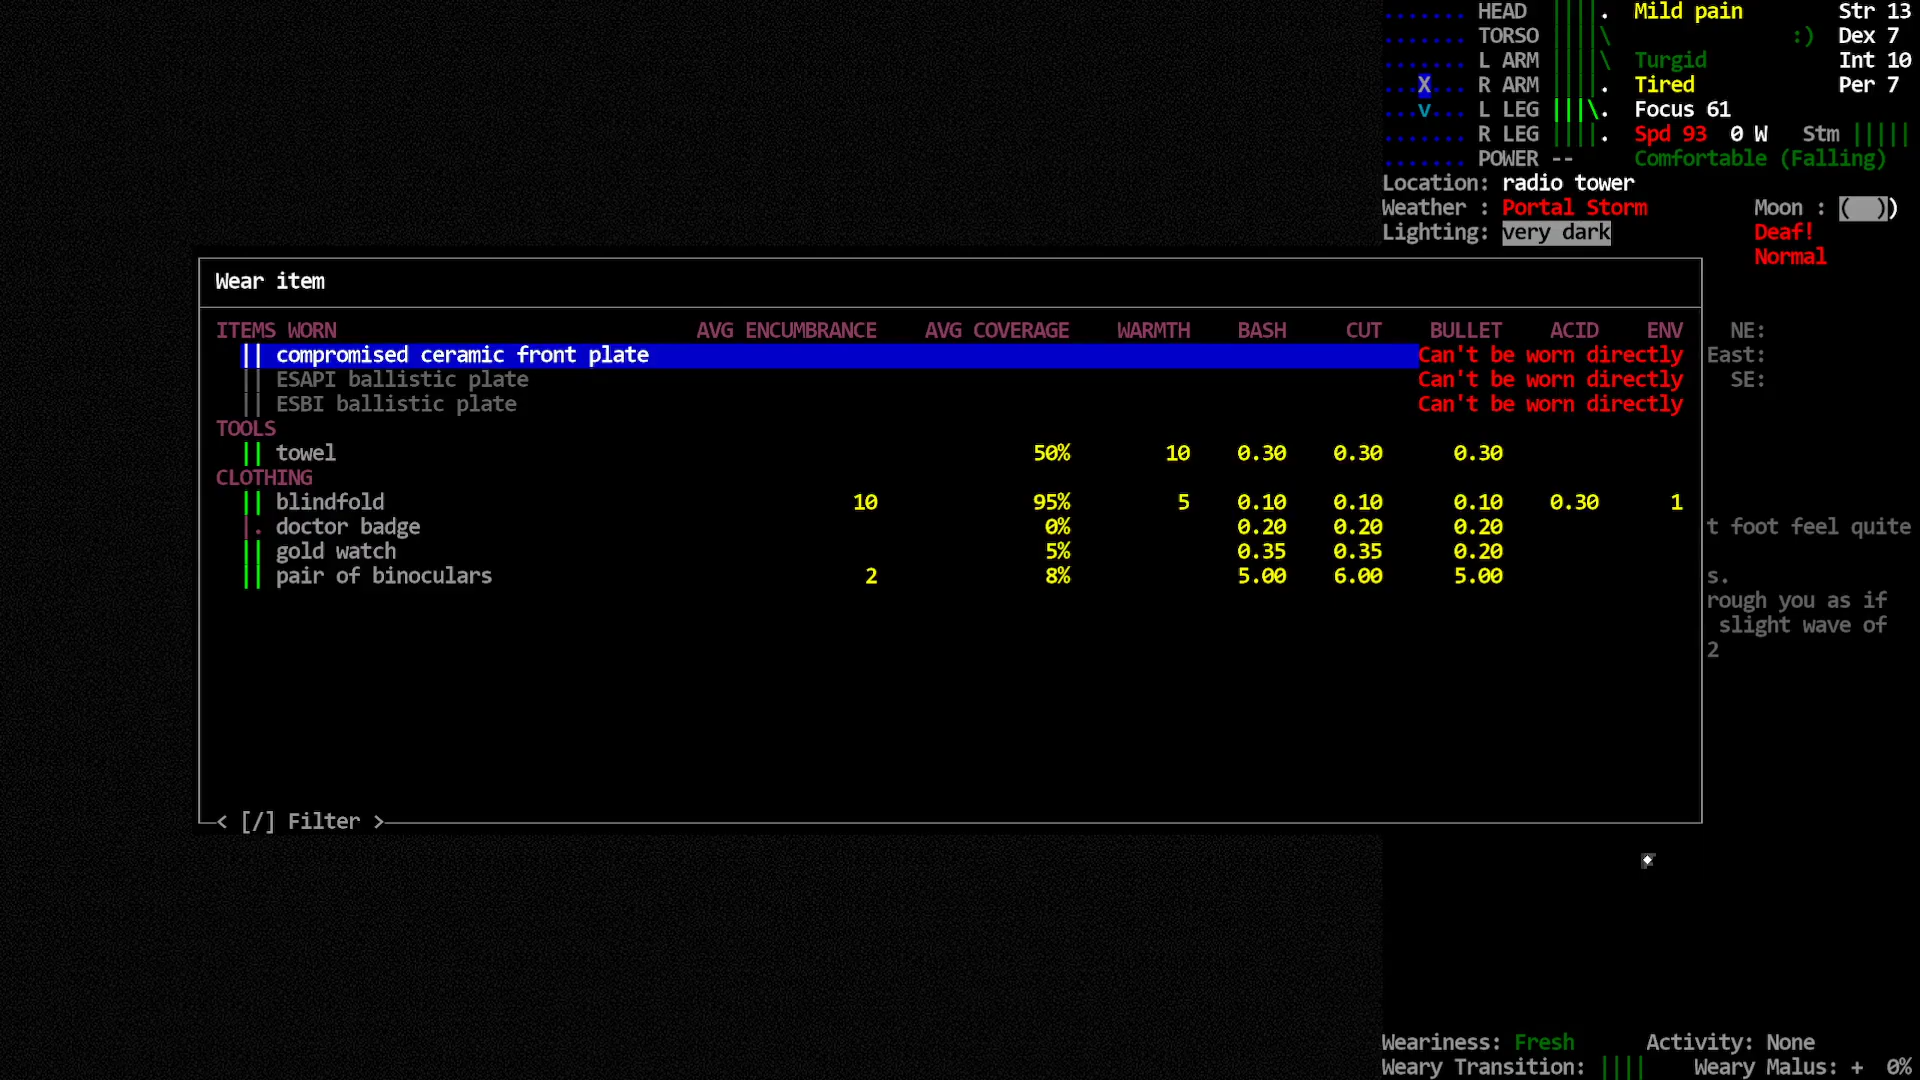 HEAD ||||. Mild pain Str 13
TORSO ||||\ :) Dex 7
L ARM ||||\ Turgid Int 10
X R ARM ||||. Tired Per 7
v L LEG |||\. Focus 61
R LEG ||||. Spd 93 0 W Stm |||||
POWER -- Comfortable (Falling)
Location: radio tower
Weather : Portal Storm Moon : ( ))
Lighting: very dark Deaf!
Normal
Wear item
ITEMS WORN AVG ENCUMBRANCE AVG COVERAGE WARMTH BASH CUT BULLET ACID ENV NE:
|| compromised ceramic front plate Can't be worn directly East:
|| ESAPI ballistic plate Can't be worn directly SE:
|| ESBI ballistic plate Can't be worn directly
TOOLS
|| towel 50% 10 0.30 0.30 0.30
CLOTHING
|| blindfold 10 95% 5 0.10 0.10 0.10 0.30 1
|. doctor badge 0% 0.20 0.20 0.20 t foot feel quite
|| gold watch 5% 0.35 0.35 0.20
|| pair of binoculars 2 8% 5.00 6.00 5.00 s.
rough you as if
slight wave of
2
< [/] Filter >
Weariness: Fresh Activity: None
Weary Transition: |||| Weary Malus: + 0%